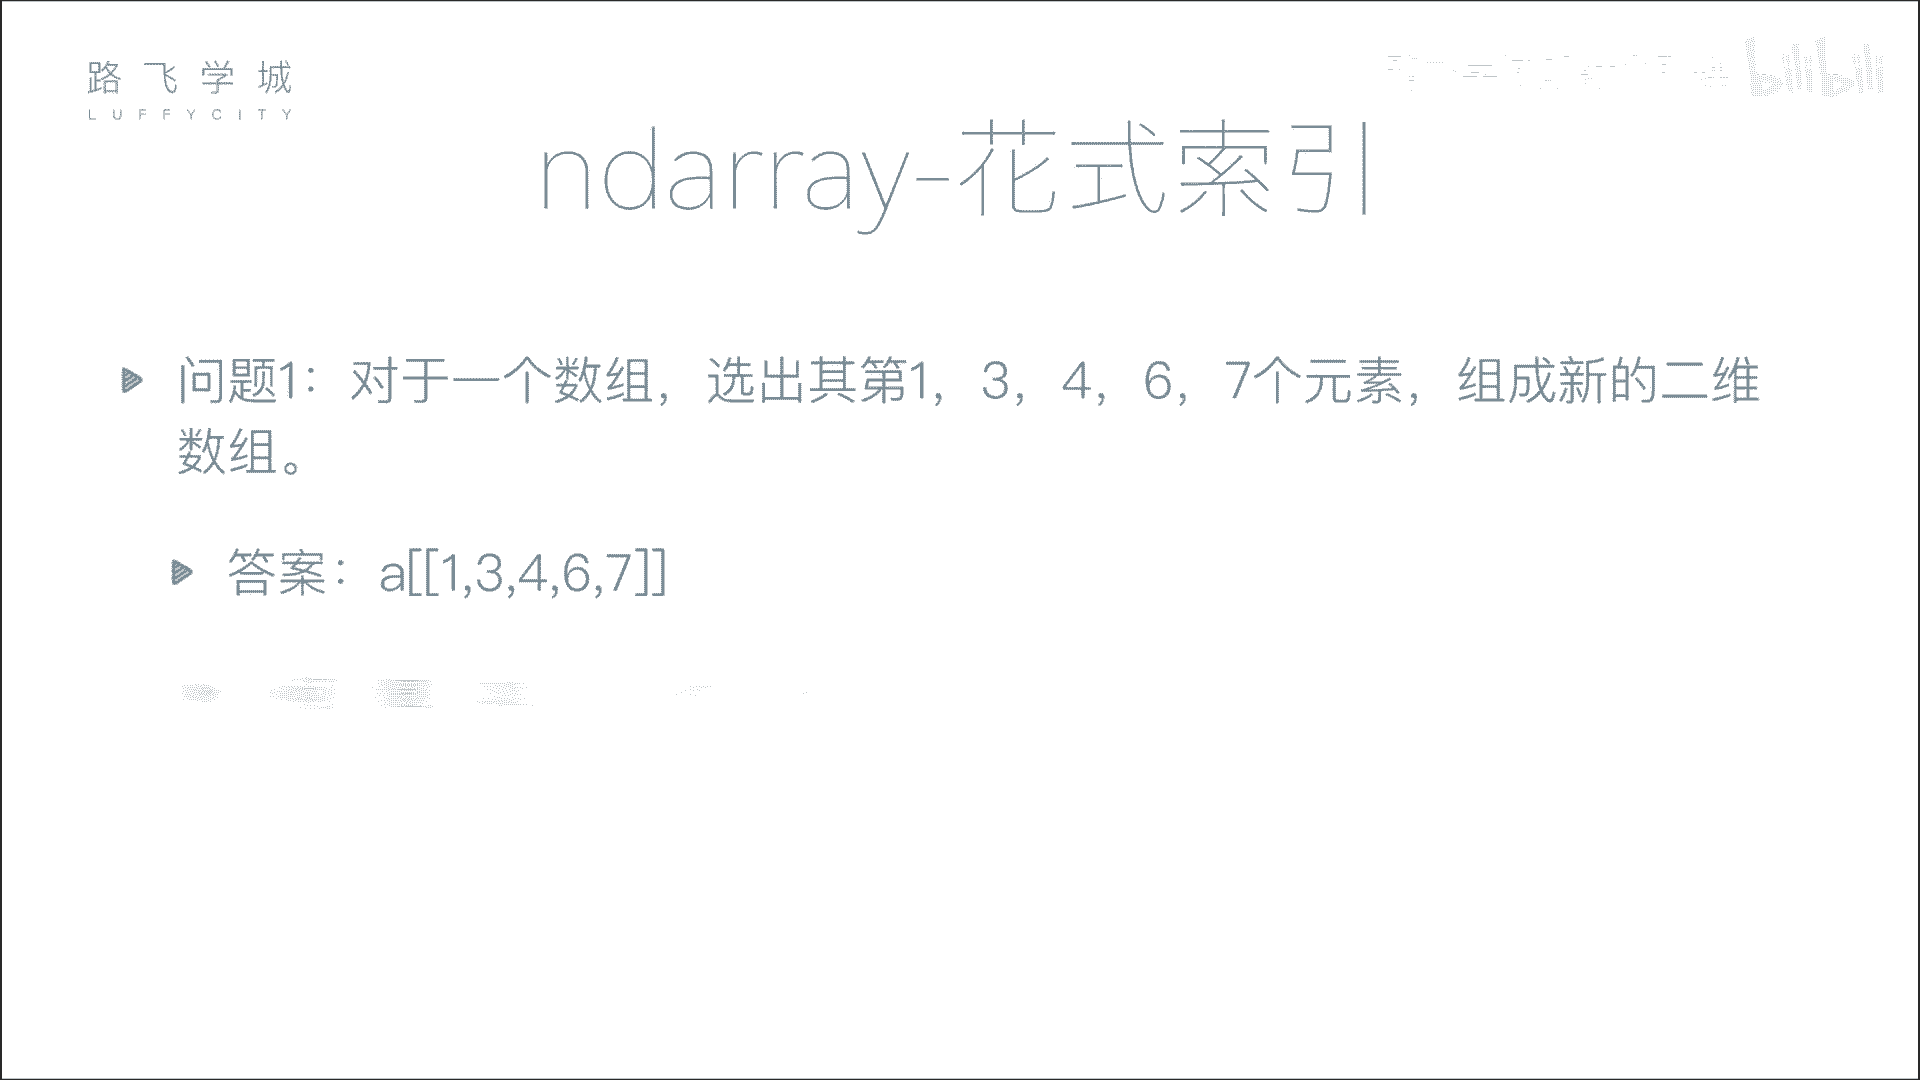 路飞学城
LUFFYCITY
bilibili
ndarray-花式索引
问题1：对于一个数组，选出其第1，3，4，6，7个元素，组成新的二维
数组。
答案：a[[1,3,4,6,7]]